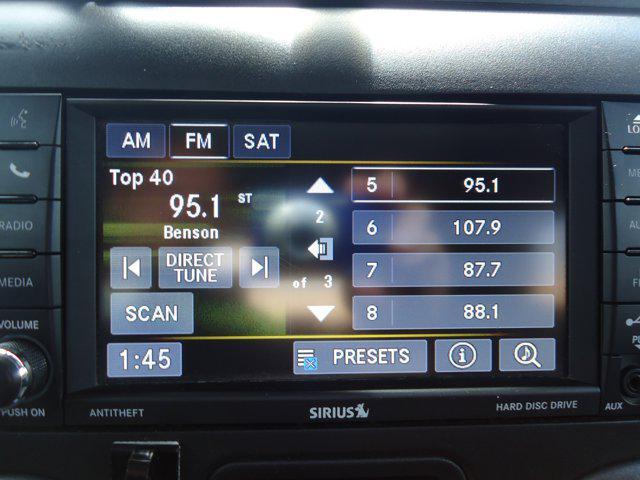 AM FM SAT
Top 40
95.1 ST
Benson
DIRECT
TUNE
SCAN
1:45
2
of 3
5 95.1
6 107.9
7 87.7
8 88.1
PRESETS
RADIO
MEDIA
VOLUME
PUSH ON
ANTITHEFT
SIRIUS
HARD DISC DRIVE
AUX